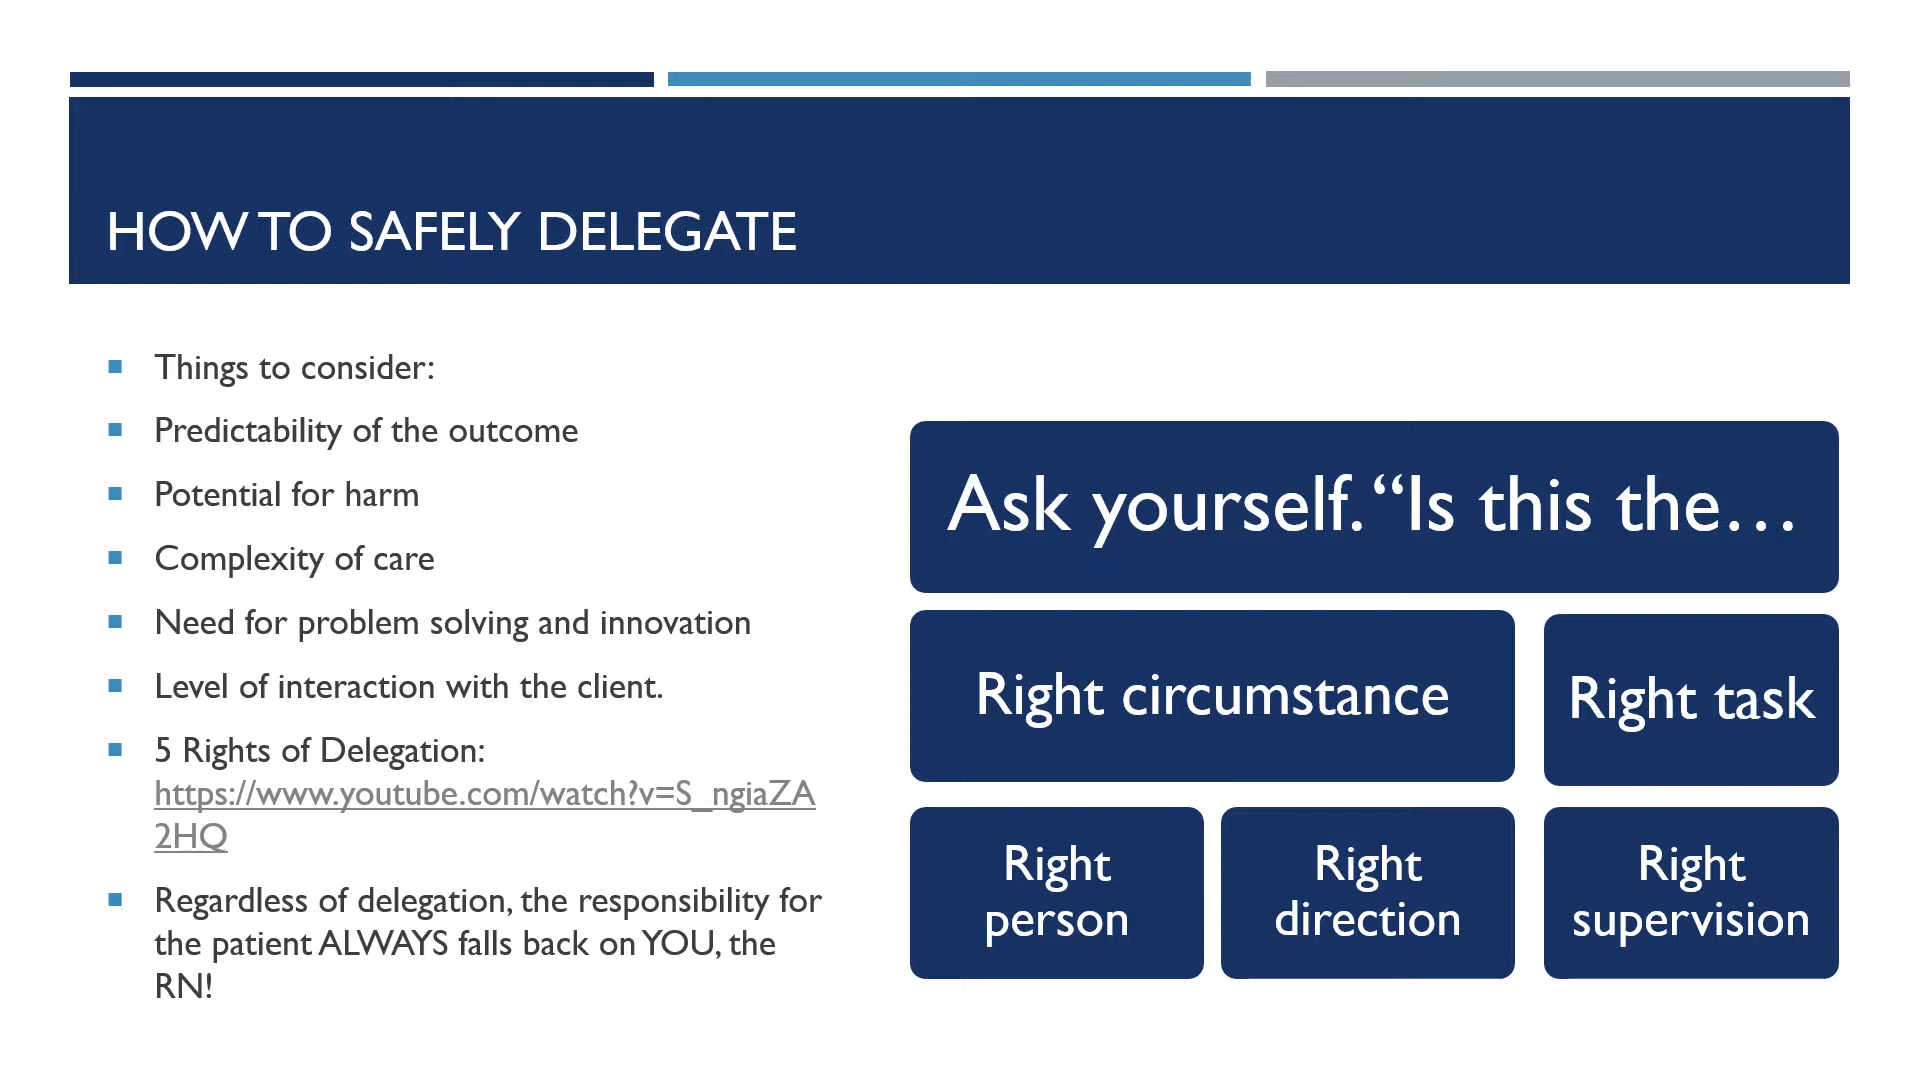 HOW TO SAFELY DELEGATE
Things to consider:
Predictability of the outcome
Potential for harm
Complexity of care
Need for problem solving and innovation
Level of interaction with the client.
5 Rights of Delegation:
https://www.youtube.com/watch?v=S_ngiaZA
2HQ
Regardless of delegation, the responsibility for
the patient ALWAYS falls back on YOU, the
RN!
Ask yourself. “Is this the…
Right circumstance
Right task
Right
person
Right
direction
Right
supervision